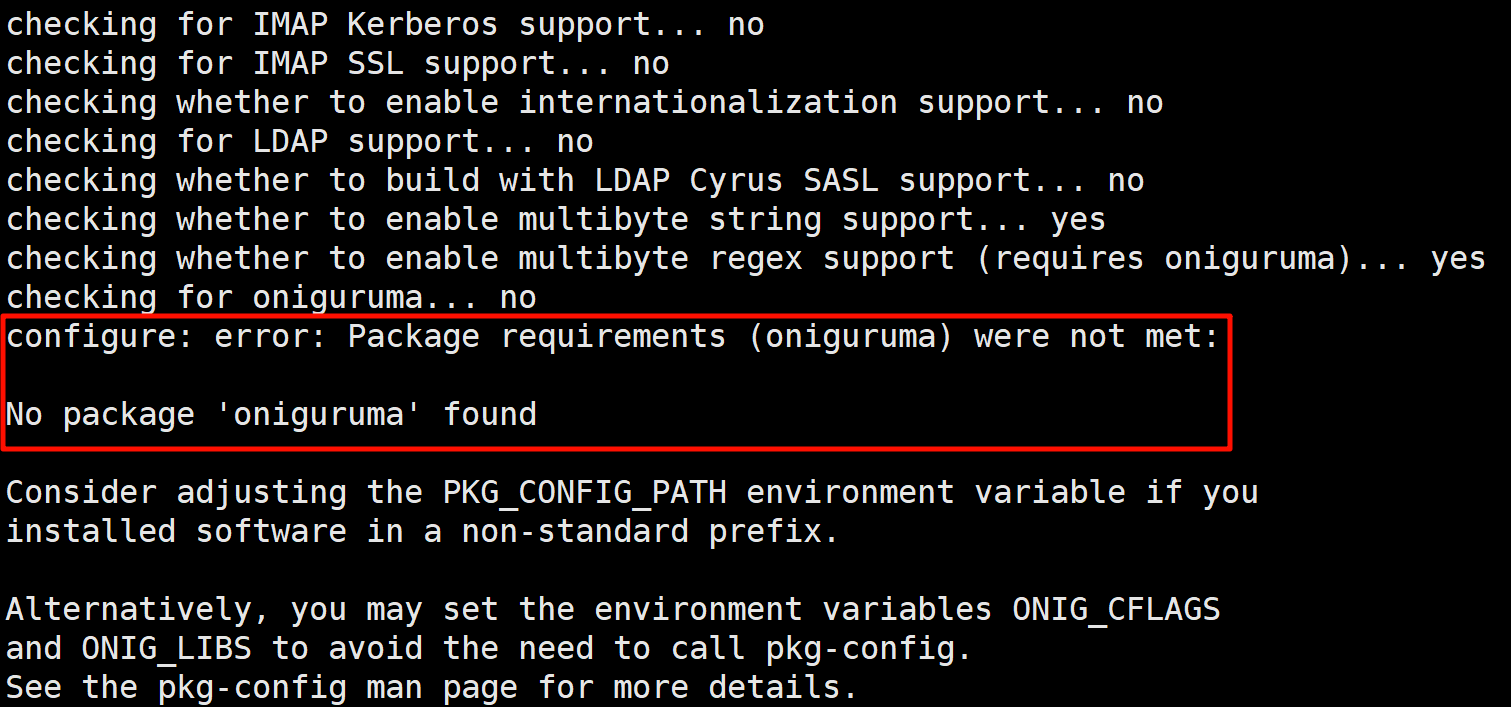 checking for IMAP Kerberos support... no
checking for IMAP SSL support... no
checking whether to enable internationalization support... no
checking for LDAP support... no
checking whether to build with LDAP Cyrus SASL support... no
checking whether to enable multibyte string support... yes
checking whether to enable multibyte regex support (requires oniguruma)... yes
checking for oniguruma... no
configure: error: Package requirements (oniguruma) were not met:
No package 'oniguruma' found
Consider adjusting the PKG_CONFIG_PATH environment variable if you
installed software in a non-standard prefix.
Alternatively, you may set the environment variables ONIG_CFLAGS
and ONIG_LIBS to avoid the need to call pkg-config.
See the pkg-config man page for more details.